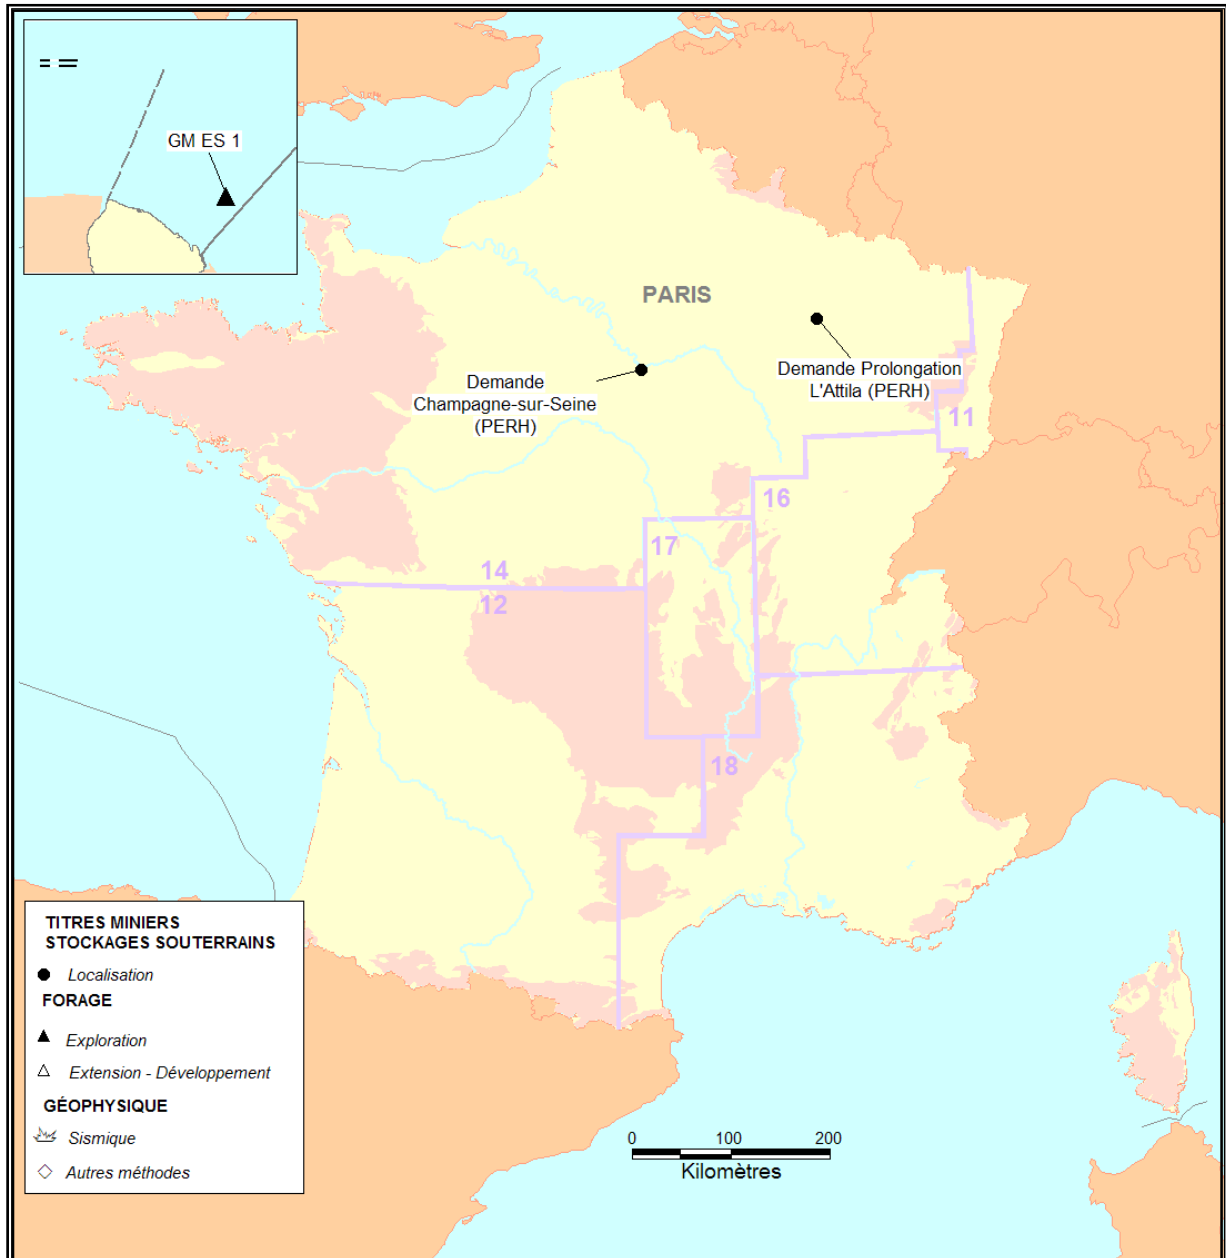 GM ES 1
PARIS
Demande
Champagne-sur-Seine
(PERH)
Demande Prolongation
L'Attila (PERH)
11
16
17
14
12
18
TITRES MINIERS
STOCKAGES SOUTERRAINS
Localisation
FORAGE
Exploration
Extension - Développement
GÉOPHYSIQUE
Sismique
Autres méthodes
0 100 200
Kilomètres